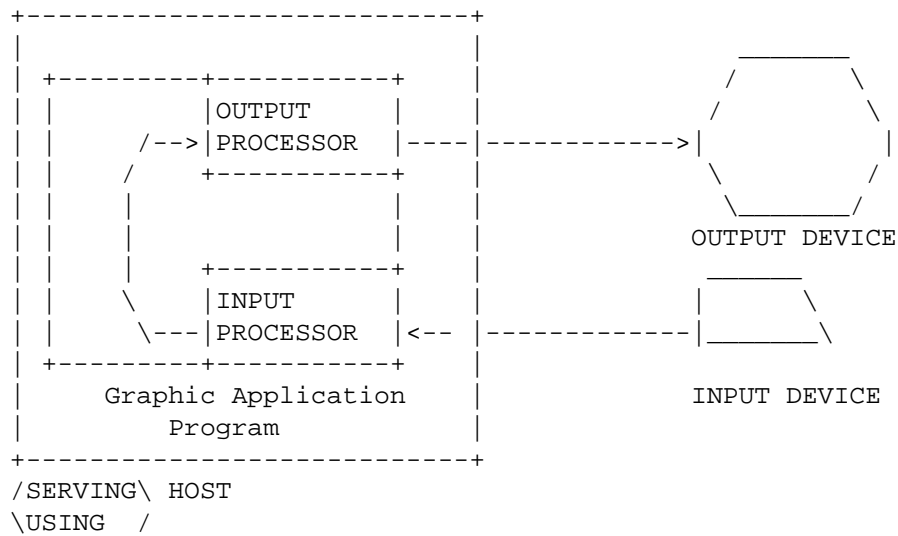 OUTPUT
PROCESSOR
OUTPUT DEVICE
INPUT
PROCESSOR
Graphic Application
Program
INPUT DEVICE
/SERVING\ HOST
\USING /